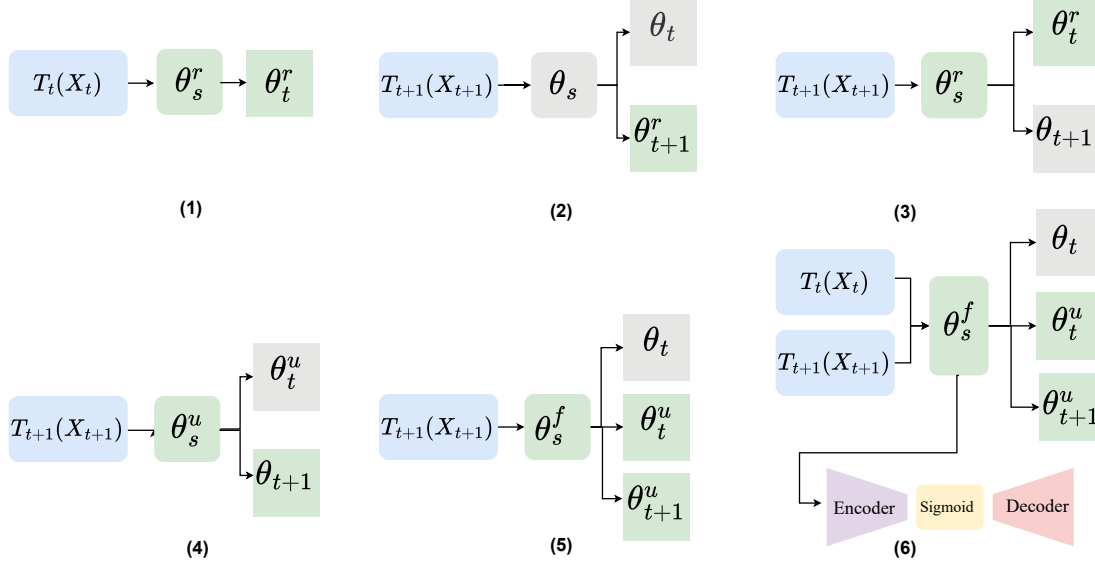 T_t(X_t) θ_s^r θ_t^r
(1)
θ_t
T_{t+1}(X_{t+1}) θ_s
θ_{t+1}^r
(2)
θ_t^r
T_{t+1}(X_{t+1}) θ_s^r
θ_{t+1}
(3)
θ_t^u
T_{t+1}(X_{t+1}) θ_s^u
θ_{t+1}
(4)
θ_t
T_{t+1}(X_{t+1}) θ_s^f θ_t^u
θ_{t+1}^u
(5)
θ_t
T_t(X_t)
θ_s^f θ_t^u
T_{t+1}(X_{t+1})
θ_{t+1}^u
Encoder Sigmoid Decoder
(6)